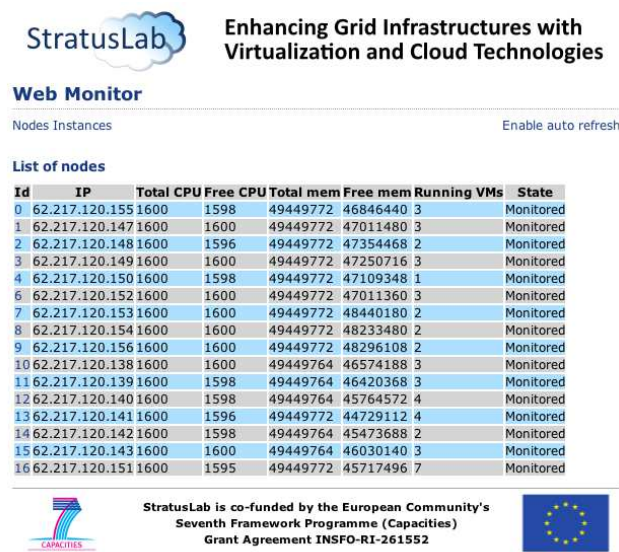 StratusLab
Enhancing Grid Infrastructures with
Virtualization and Cloud Technologies
Web Monitor
Nodes Instances Enable auto refresh
List of nodes
Id IP Total CPU Free CPU Total mem Free mem Running VMs State
0 62.217.120.155 1600 1598 49449772 46846440 3 Monitored
1 62.217.120.147 1600 1600 49449772 47011480 3 Monitored
2 62.217.120.148 1600 1596 49449772 47354468 2 Monitored
3 62.217.120.149 1600 1600 49449772 47250716 3 Monitored
4 62.217.120.150 1600 1598 49449772 47109348 1 Monitored
6 62.217.120.152 1600 1600 49449772 47011360 3 Monitored
7 62.217.120.153 1600 1600 49449772 48440180 2 Monitored
8 62.217.120.154 1600 1600 49449772 48233480 2 Monitored
9 62.217.120.156 1600 1600 49449772 48296108 2 Monitored
10 62.217.120.138 1600 1600 49449764 46574188 3 Monitored
11 62.217.120.139 1600 1598 49449764 46420368 3 Monitored
12 62.217.120.140 1600 1598 49449764 45764572 4 Monitored
13 62.217.120.141 1600 1596 49449772 44729112 4 Monitored
14 62.217.120.142 1600 1598 49449764 45473688 2 Monitored
15 62.217.120.143 1600 1600 49449764 46030140 3 Monitored
16 62.217.120.151 1600 1595 49449772 45717496 7 Monitored
StratusLab is co-funded by the European Community's
Seventh Framework Programme (Capacities)
Grant Agreement INSFO-RI-261552
CAPACITIES